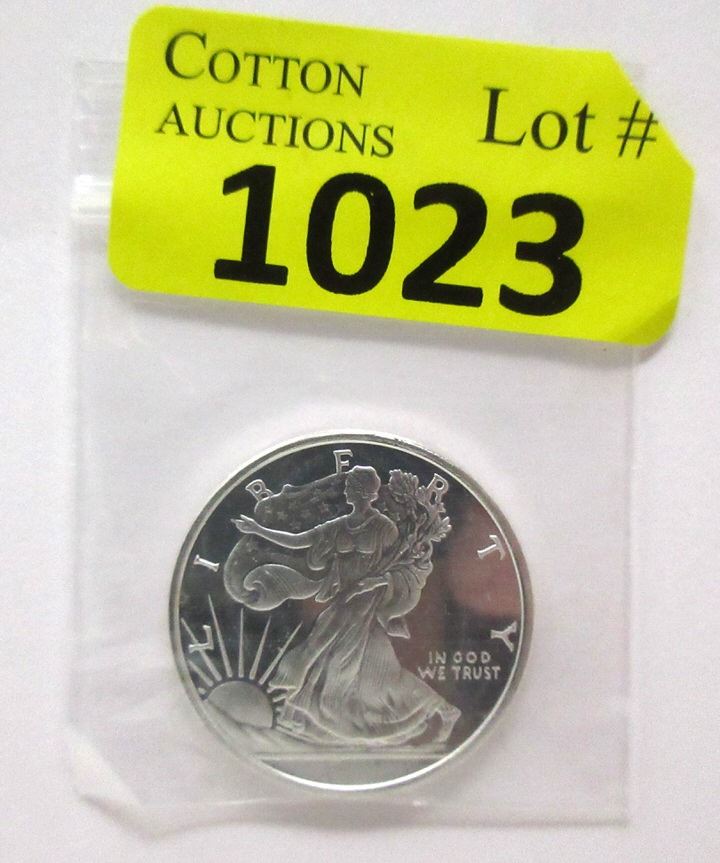 COTTON
AUCTIONS
Lot #
1023
LIBERTY
IN GOD
WE TRUST